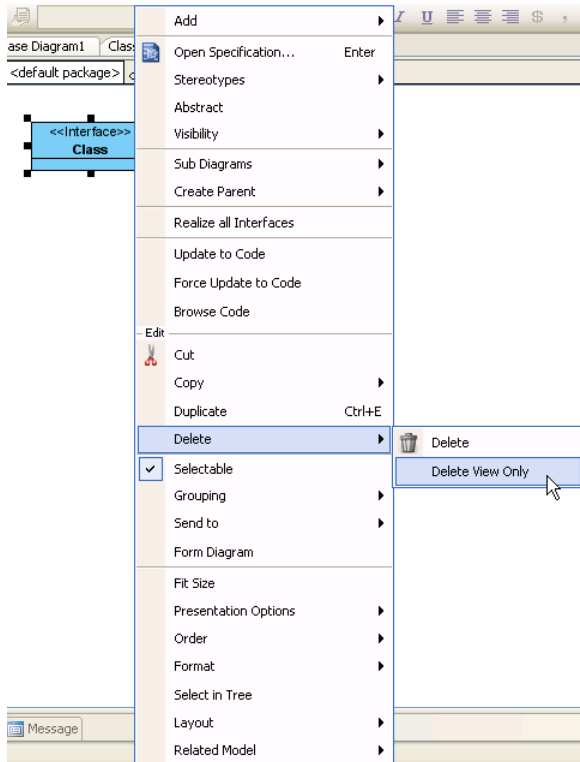 Add
I U $ ,
ase Diagram1 Clas
Open Specification... Enter
<default package>
Stereotypes
Abstract
<<Interface>>
Visibility
Class
Sub Diagrams
Create Parent
Realize all Interfaces
Update to Code
Force Update to Code
Browse Code
Edit
Cut
Copy
Duplicate Ctrl+E
Delete
Delete
Selectable
Delete View Only
Grouping
Send to
Form Diagram
Fit Size
Presentation Options
Order
Format
Select in Tree
Layout
Message
Related Model